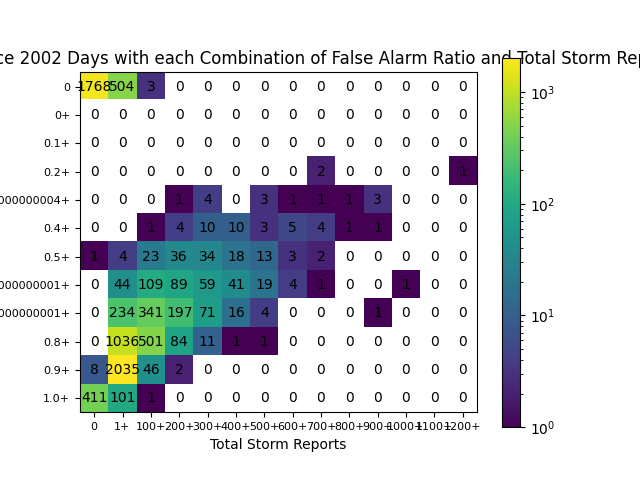 ce 2002 Days with each Combination of False Alarm Ratio and Total Storm Rep
0 1768 504 3 0 0 0 0 0 0 0 0 0 0 0
0+ 0 0 0 0 0 0 0 0 0 0 0 0 0 0
0.1+ 0 0 0 0 0 0 0 0 0 0 0 0 0 0
0.2+ 0 0 0 0 0 0 0 0 2 0 0 0 0 1
000000004+ 0 0 0 1 4 0 3 1 1 1 3 0 0 0
0.4+ 0 0 1 4 10 10 3 5 4 1 1 0 0 0
0.5+ 1 4 23 36 34 18 13 3 2 0 0 0 0 0
000000001+ 0 44 109 89 59 41 19 4 1 0 0 1 0 0
000000001+ 0 234 341 197 71 16 4 0 0 0 1 0 0 0
0.8+ 0 1036 501 84 11 1 1 0 0 0 0 0 0 0
0.9+ 8 2035 46 2 0 0 0 0 0 0 0 0 0 0
1.0+ 411 101 1 0 0 0 0 0 0 0 0 0 0 0
0 1+ 100+ 200+ 300+ 400+ 500+ 600+ 700+ 800+ 900+ 1000+ 1100+ 1200+
Total Storm Reports
10³
10²
10¹
10⁰